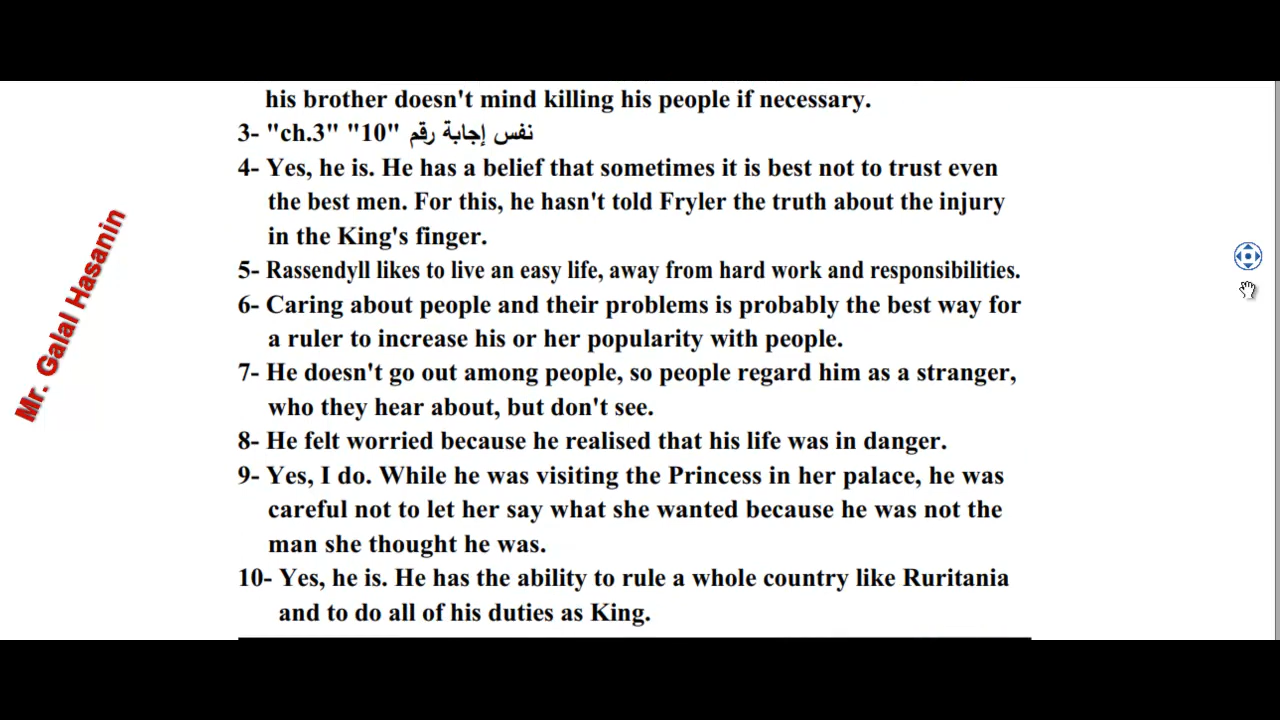 his brother doesn't mind killing his people if necessary.
3- "ch.3" "10" نفس إجابة رقم
4- Yes, he is. He has a belief that sometimes it is best not to trust even
the best men. For this, he hasn't told Fryler the truth about the injury
in the King's finger.
5- Rassendyll likes to live an easy life, away from hard work and responsibilities.
6- Caring about people and their problems is probably the best way for
a ruler to increase his or her popularity with people.
7- He doesn't go out among people, so people regard him as a stranger,
who they hear about, but don't see.
8- He felt worried because he realised that his life was in danger.
9- Yes, I do. While he was visiting the Princess in her palace, he was
careful not to let her say what she wanted because he was not the
man she thought he was.
10- Yes, he is. He has the ability to rule a whole country like Ruritania
and to do all of his duties as King.
Mr. Galal Hasanin